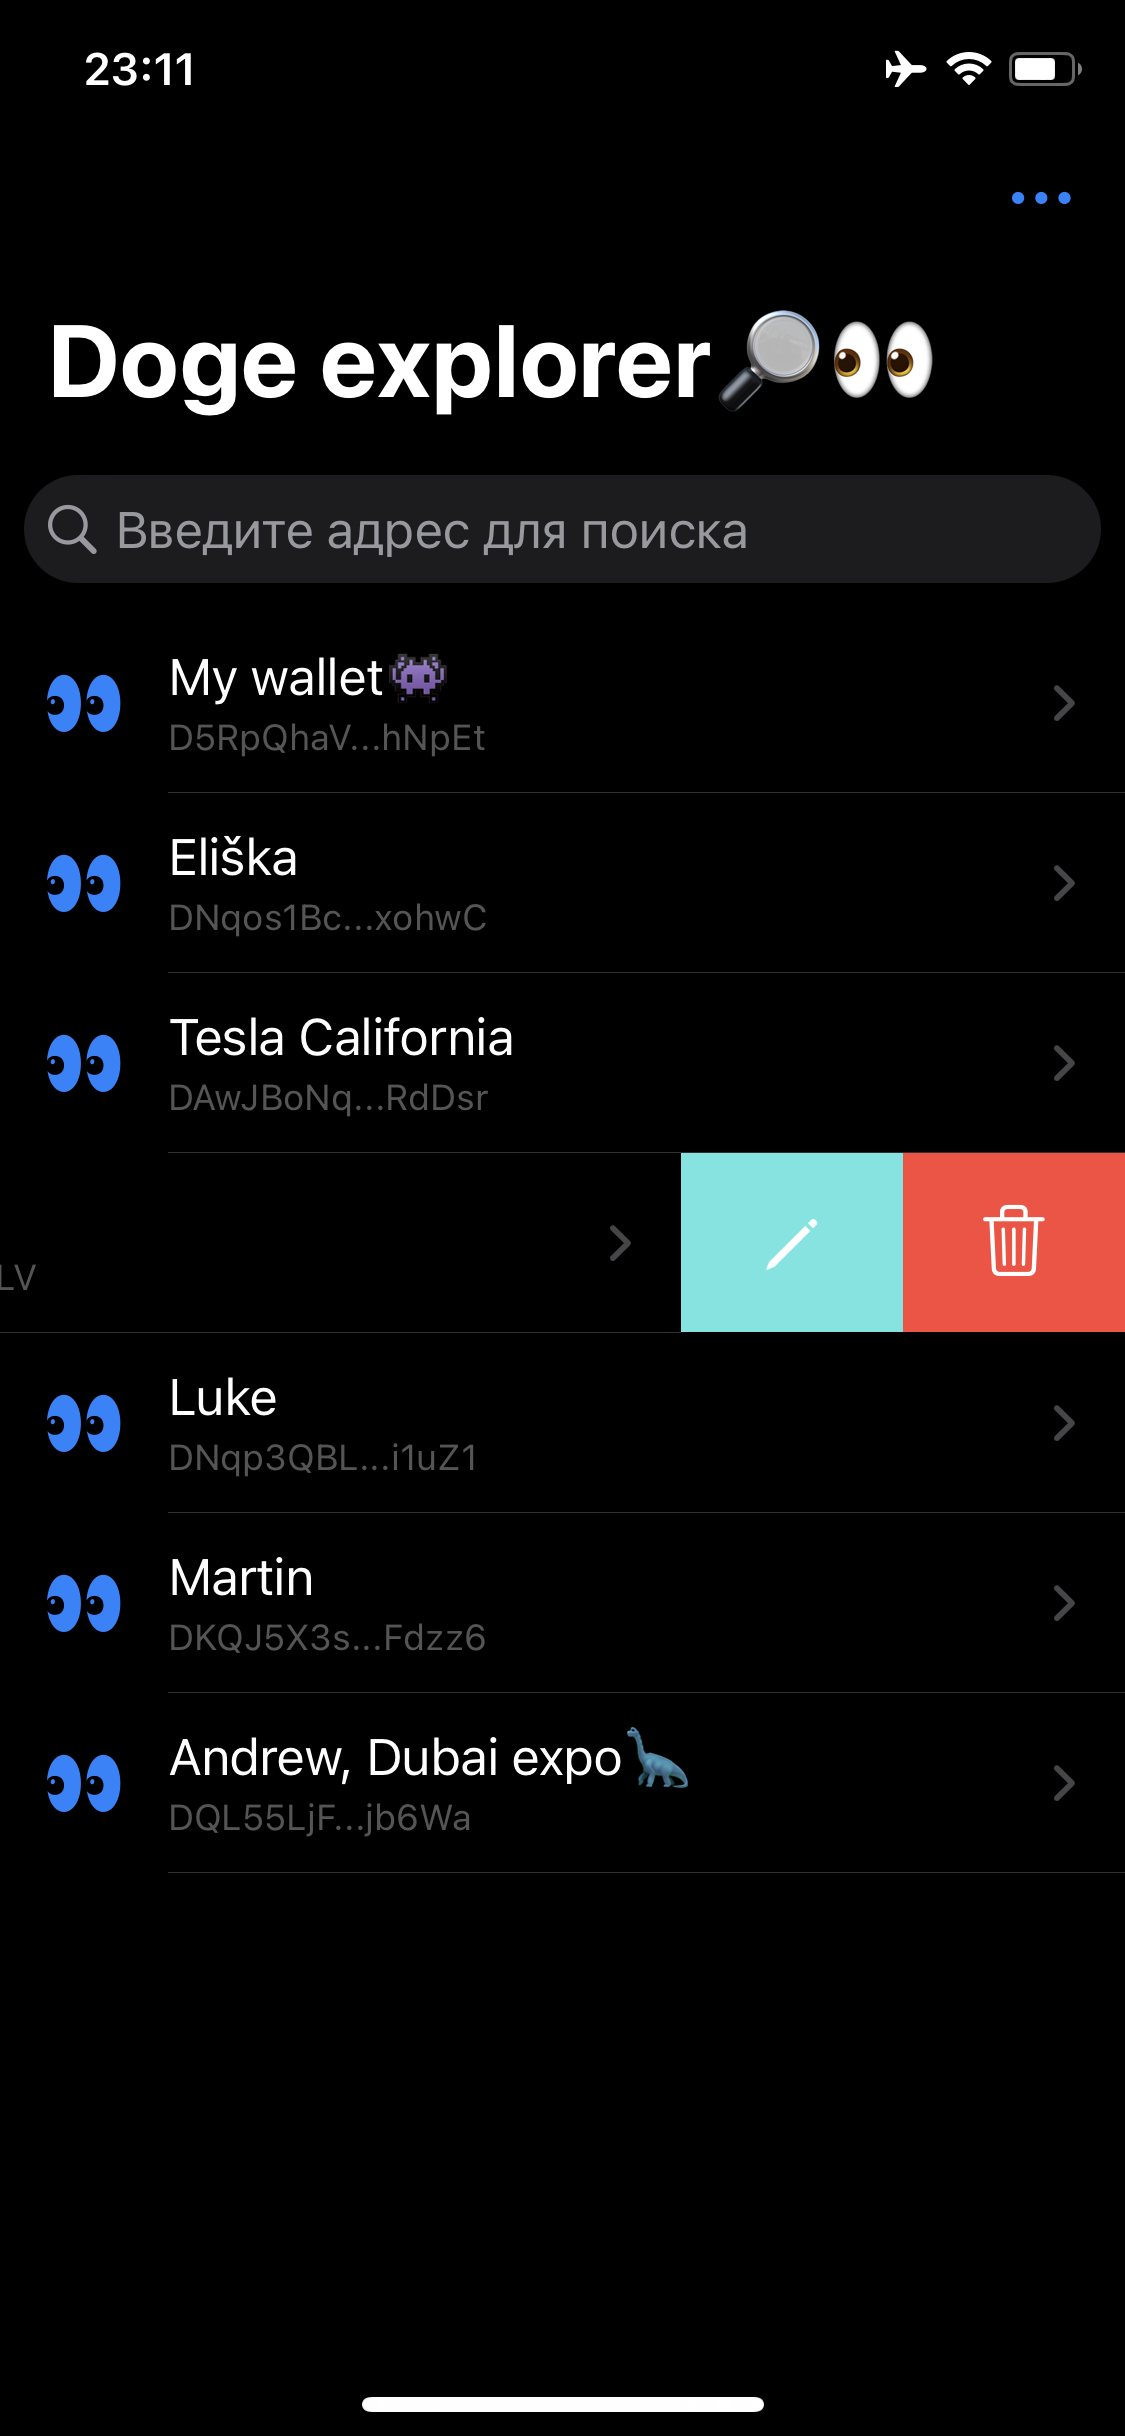 23:11
Doge explorer🔎👀
Введите адрес для поиска
My wallet👾
D5RpQhaV...hNpEt
Eliška
DNqos1Bc...xohwC
Tesla California
DAwJBoNq...RdDsr
LV
Luke
DNqp3QBL...i1uZ1
Martin
DKQJ5X3s...Fdzz6
Andrew, Dubai expo🦕
DQL55LjF...jb6Wa